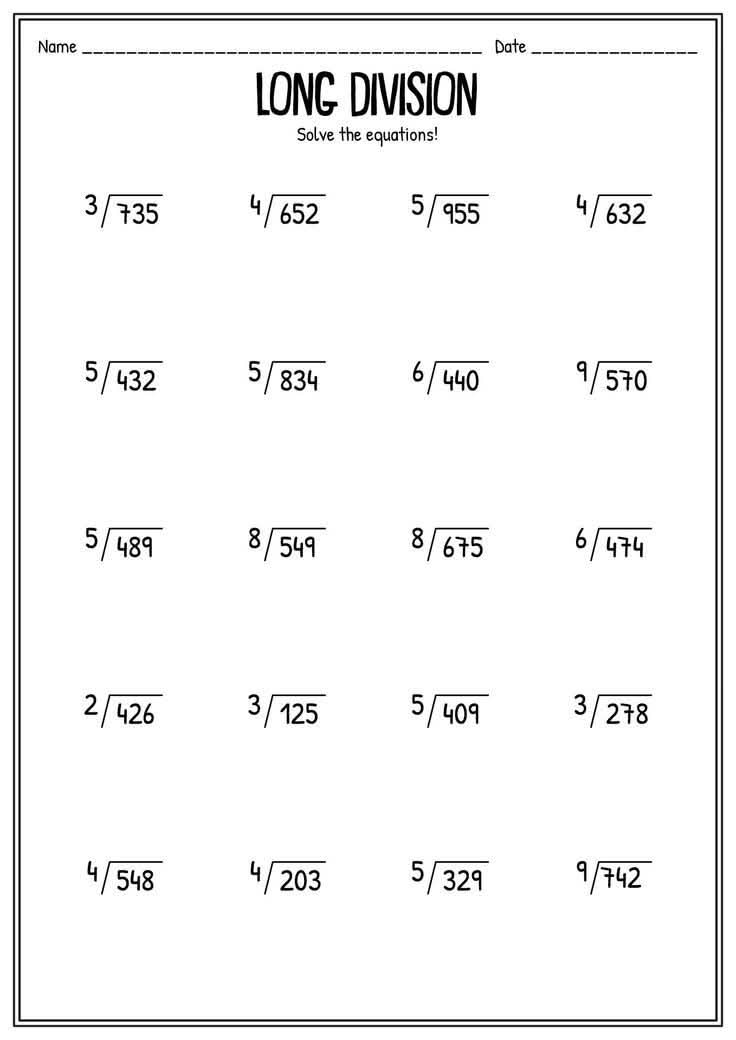 Name ____________________________________ Date _______________
LONG DIVISION
Solve the equations!
3 735 4 652 5 955 4 632
5 432 5 834 6 440 9 570
5 489 8 549 8 675 6 474
2 426 3 125 5 409 3 278
4 548 4 203 5 329 9 742